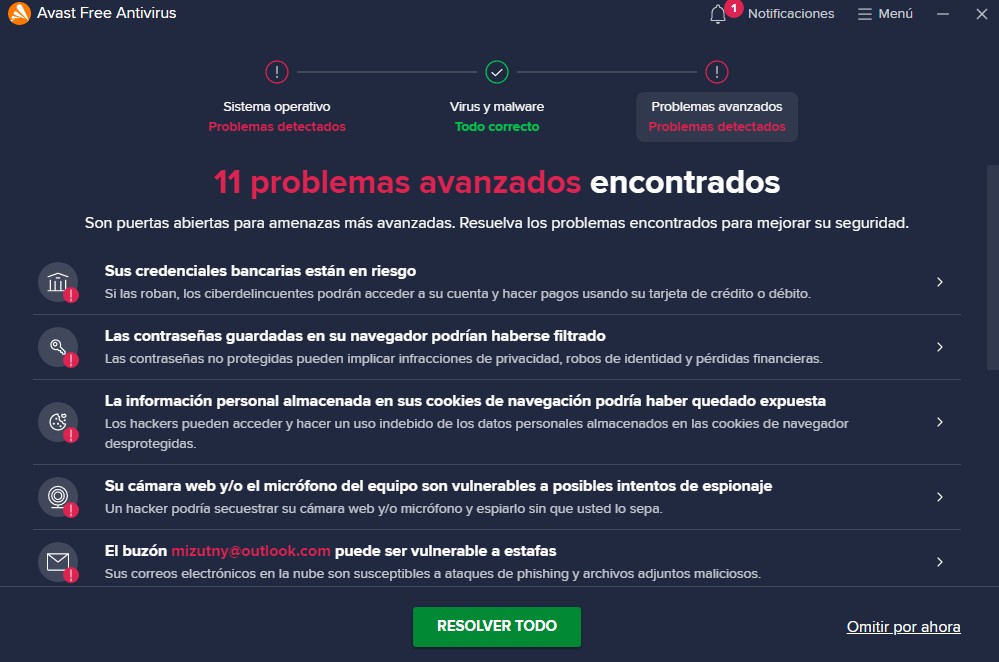 Avast Free Antivirus
1
Notificaciones
Menú
Sistema operativo
Problemas detectados
Virus y malware
Todo correcto
Problemas avanzados
Problemas detectados
11 problemas avanzados encontrados
Son puertas abiertas para amenazas más avanzadas. Resuelva los problemas encontrados para mejorar su seguridad.
Sus credenciales bancarias están en riesgo
Si las roban, los ciberdelincuentes podrán acceder a su cuenta y hacer pagos usando su tarjeta de crédito o débito.
Las contraseñas guardadas en su navegador podrían haberse filtrado
Las contraseñas no protegidas pueden implicar infracciones de privacidad, robos de identidad y pérdidas financieras.
La información personal almacenada en sus cookies de navegación podría haber quedado expuesta
Los hackers pueden acceder y hacer un uso indebido de los datos personales almacenados en las cookies de navegador
desprotegidas.
Su cámara web y/o el micrófono del equipo son vulnerables a posibles intentos de espionaje
Un hacker podría secuestrar su cámara web y/o micrófono y espiarlo sin que usted lo sepa.
El buzón mizutny@outlook.com puede ser vulnerable a estafas
Sus correos electrónicos en la nube son susceptibles a ataques de phishing y archivos adjuntos maliciosos.
RESOLVER TODO
Omitir por ahora